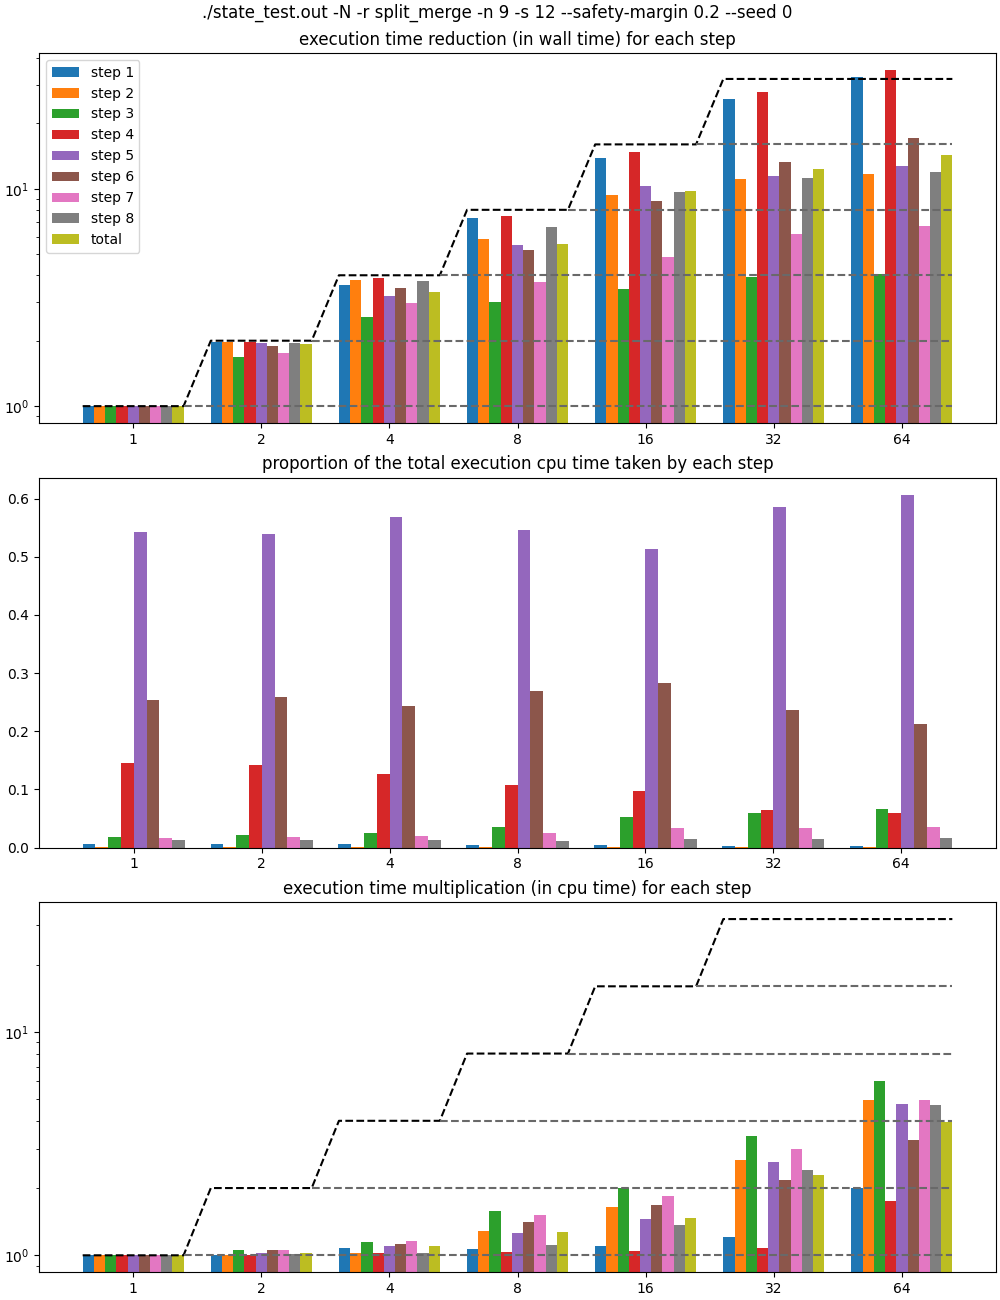 ./state_test.out -N -r split_merge -n 9 -s 12 --safety-margin 0.2 --seed 0
execution time reduction (in wall time) for each step
step 1
step 2
step 3
step 4
step 5
step 6
step 7
step 8
total
10¹
10⁰
1 2 4 8 16 32 64
proportion of the total execution cpu time taken by each step
0.6
0.5
0.4
0.3
0.2
0.1
0.0
1 2 4 8 16 32 64
execution time multiplication (in cpu time) for each step
10¹
10⁰
1 2 4 8 16 32 64